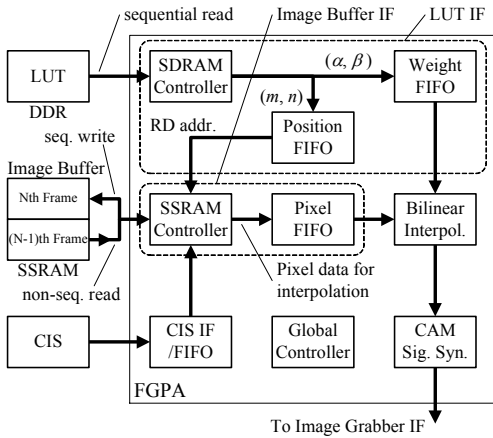 sequential read
Image Buffer IF
LUT IF
LUT
DDR
SDRAM
Controller
(α, β)
Weight
FIFO
(m, n)
seq. write
RD addr.
Position
FIFO
Image Buffer
Nth Frame
(N-1)th Frame
SSRAM
non-seq. read
SSRAM
Controller
Pixel
FIFO
Bilinear
Interpol.
Pixel data for
interpolation
CIS
CIS IF
/FIFO
Global
Controller
CAM
Sig. Syn.
FGPA
To Image Grabber IF